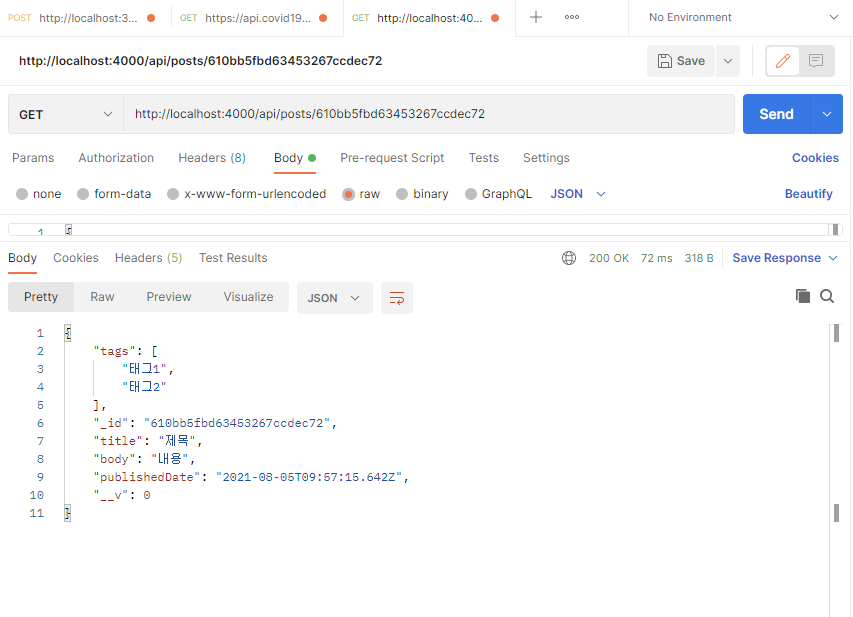 POST http://localhost:3... GET https://api.covid19... GET http://localhost:40... No Environment
http://localhost:4000/api/posts/610bb5fbd63453267ccdec72 Save
GET http://localhost:4000/api/posts/610bb5fbd63453267ccdec72 Send
Params Authorization Headers (8) Body Pre-request Script Tests Settings Cookies
none form-data x-www-form-urlencoded raw binary GraphQL JSON Beautify
1 {
Body Cookies Headers (5) Test Results 200 OK 72 ms 318 B Save Response
Pretty Raw Preview Visualize JSON
1 {
2 "tags": [
3 "태그1",
4 "태그2"
5 ],
6 "_id": "610bb5fbd63453267ccdec72",
7 "title": "제목",
8 "body": "내용",
9 "publishedDate": "2021-08-05T09:57:15.642Z",
10 "__v": 0
11 }